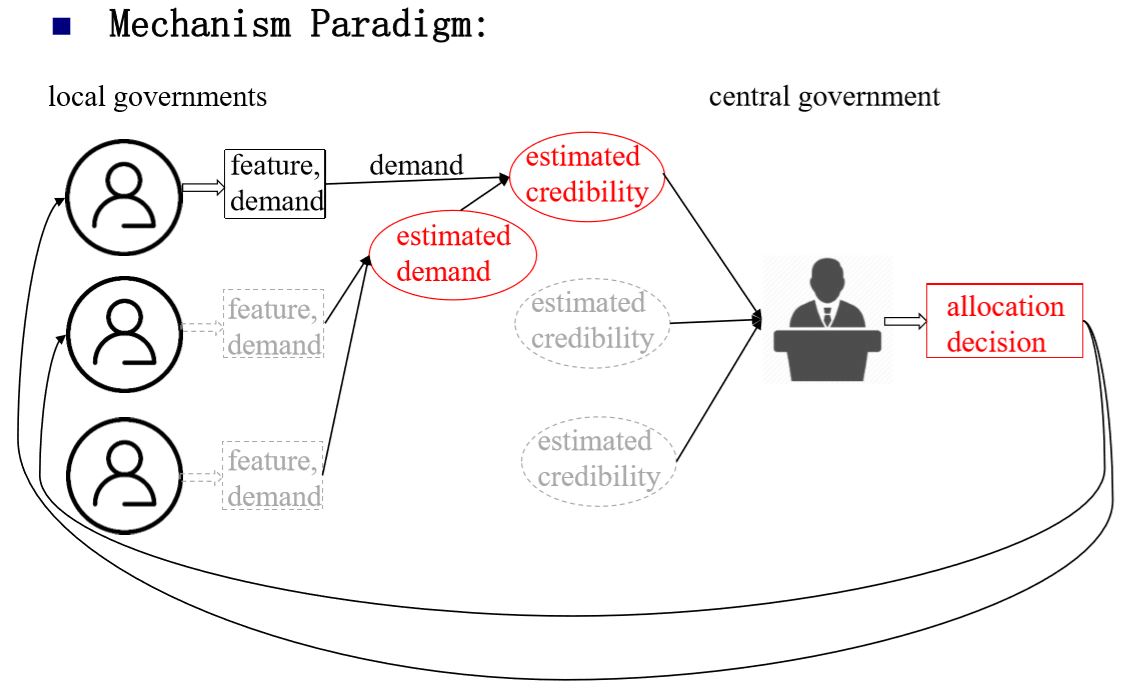 Mechanism Paradigm:
local governments
central government
feature,
demand
demand
estimated
credibility
estimated
demand
feature,
demand
estimated
credibility
allocation
decision
feature,
demand
estimated
credibility